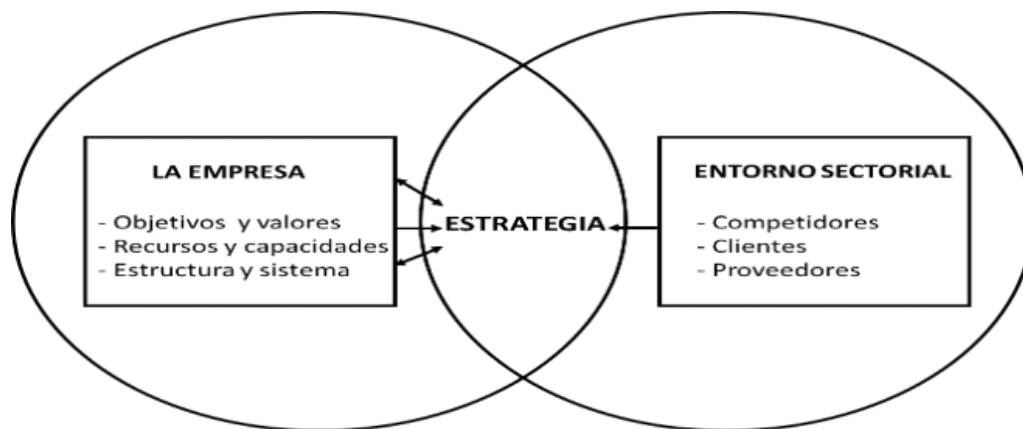 LA EMPRESA
- Objetivos y valores
- Recursos y capacidades
- Estructura y sistema
ESTRATEGIA
ENTORNO SECTORIAL
- Competidores
- Clientes
- Proveedores